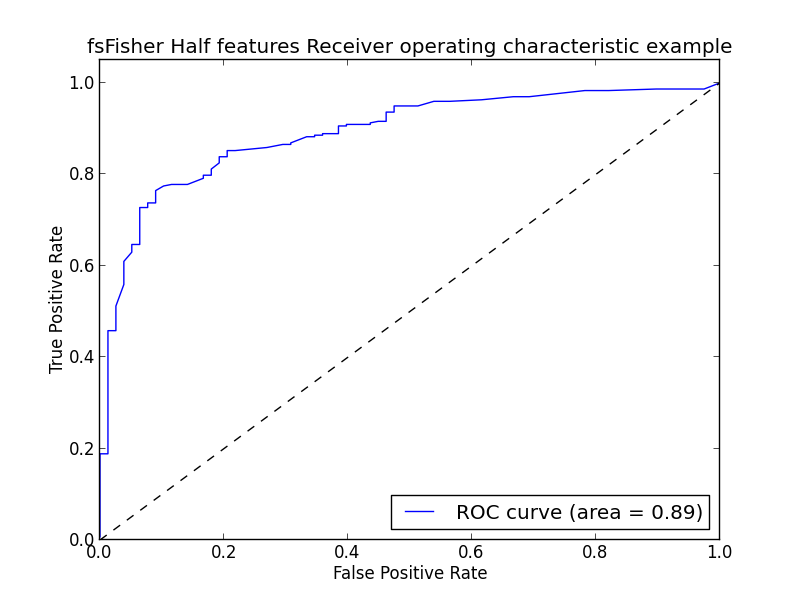 fsFisher Half features Receiver operating characteristic example
1.0
0.8
0.6
0.4
0.2
0.0
True Positive Rate
ROC curve (area = 0.89)
0.0 0.2 0.4 0.6 0.8 1.0
False Positive Rate